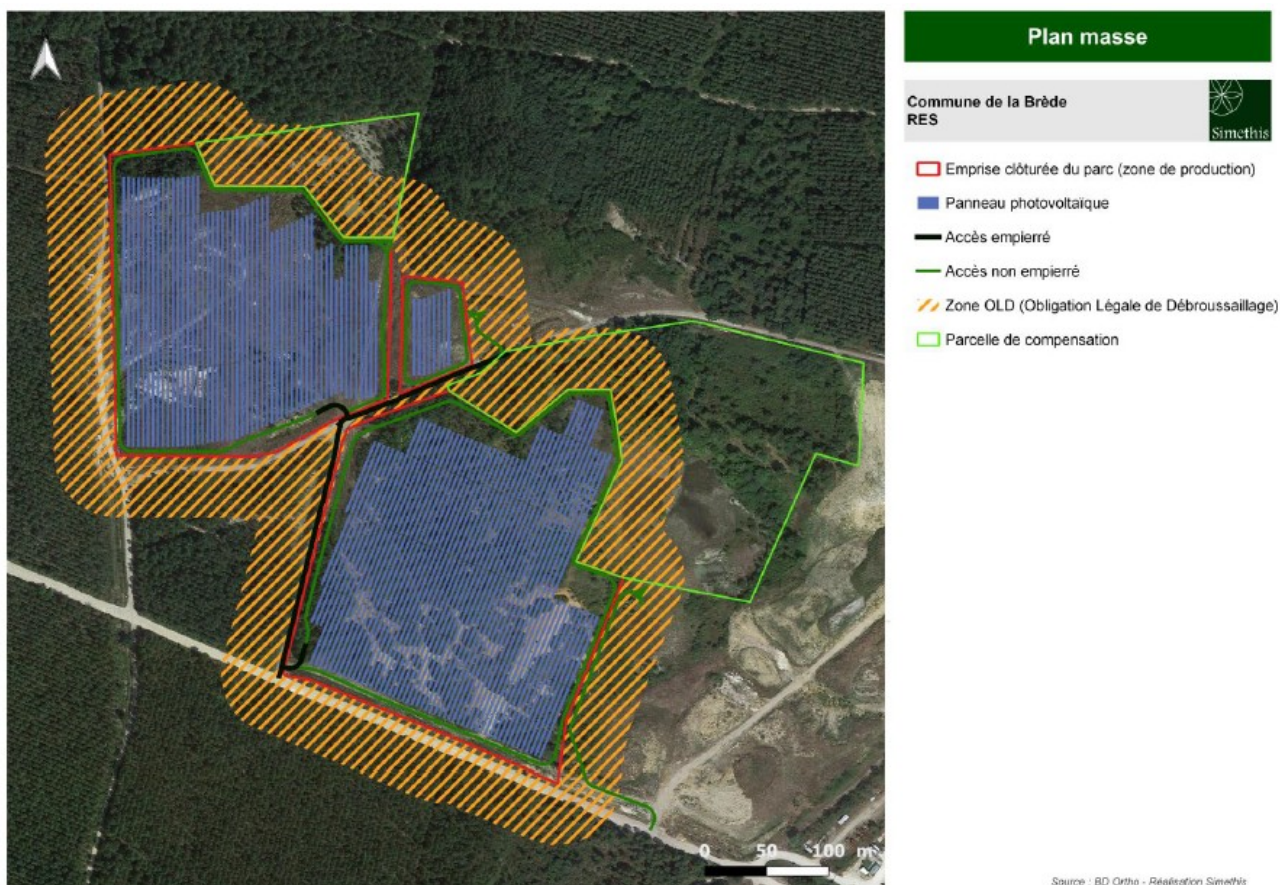 Plan masse
Commune de la Brède
RES
Simethis
Emprise clôturée du parc (zone de production)
Panneau photovoltaïque
Accès empierré
Accès non empierré
Zone OLD (Obligation Légale de Débroussaillage)
Parcelle de compensation
0 50 100 m
Source : BD Ortho - Réalisation Simethis